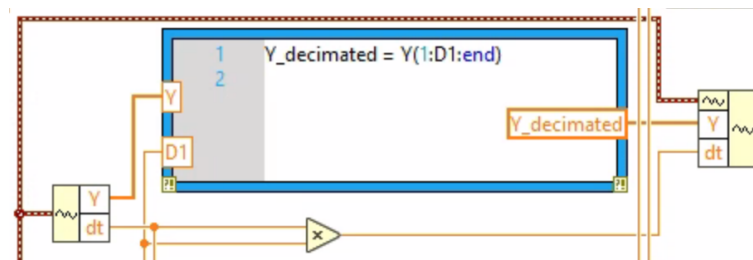 1 Y_decimated = Y(1:D1:end)
2
Y
Y_decimated
Y
D1
dt
Y
dt
×
?!
?!